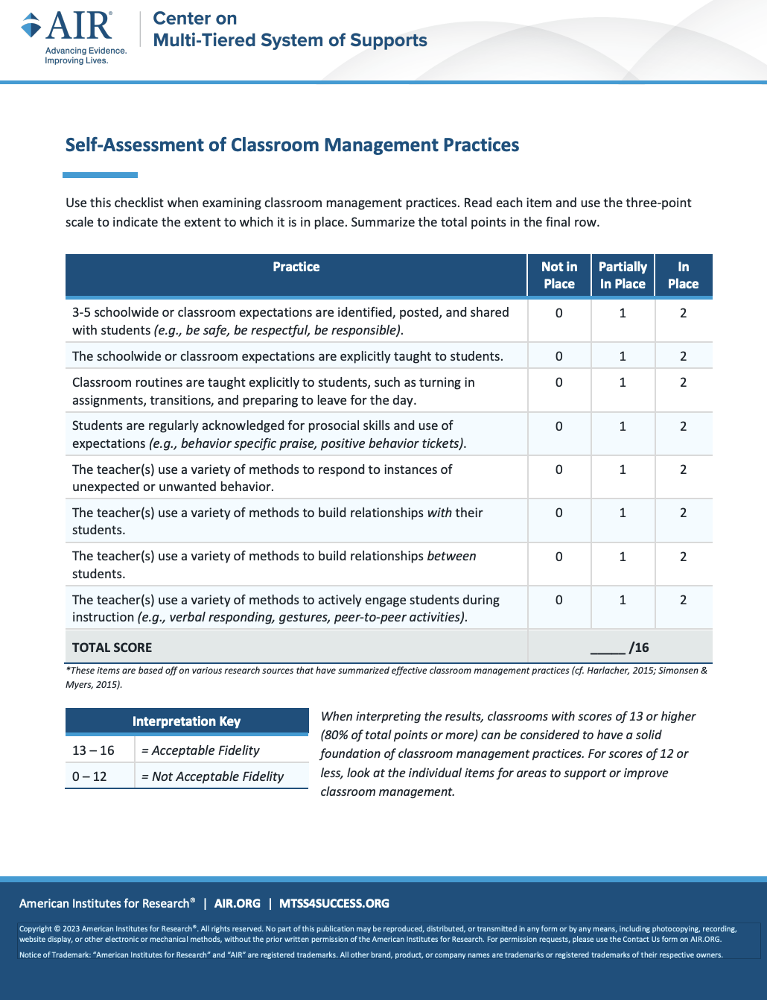 AIR®
Advancing Evidence.
Improving Lives.
Center on
Multi-Tiered System of Supports
Self-Assessment of Classroom Management Practices
Use this checklist when examining classroom management practices. Read each item and use the three-point
scale to indicate the extent to which it is in place. Summarize the total points in the final row.
Practice
Not in
Place
Partially
In Place
In
Place
3-5 schoolwide or classroom expectations are identified, posted, and shared
with students (e.g., be safe, be respectful, be responsible).
0 1 2
The schoolwide or classroom expectations are explicitly taught to students.
0 1 2
Classroom routines are taught explicitly to students, such as turning in
assignments, transitions, and preparing to leave for the day.
0 1 2
Students are regularly acknowledged for prosocial skills and use of
expectations (e.g., behavior specific praise, positive behavior tickets).
0 1 2
The teacher(s) use a variety of methods to respond to instances of
unexpected or unwanted behavior.
0 1 2
The teacher(s) use a variety of methods to build relationships with their
students.
0 1 2
The teacher(s) use a variety of methods to build relationships between
students.
0 1 2
The teacher(s) use a variety of methods to actively engage students during
instruction (e.g., verbal responding, gestures, peer-to-peer activities).
0 1 2
TOTAL SCORE _____ /16
*These items are based off on various research sources that have summarized effective classroom management practices (cf. Harlacher, 2015; Simonsen &
Myers, 2015).
Interpretation Key
13 – 16 = Acceptable Fidelity
0 – 12 = Not Acceptable Fidelity
When interpreting the results, classrooms with scores of 13 or higher
(80% of total points or more) can be considered to have a solid
foundation of classroom management practices. For scores of 12 or
less, look at the individual items for areas to support or improve
classroom management.
American Institutes for Research® | AIR.ORG | MTSS4SUCCESS.ORG
Copyright © 2023 American Institutes for Research®. All rights reserved. No part of this publication may be reproduced, distributed, or transmitted in any form or by any means, including photocopying, recording,
website display, or other electronic or mechanical methods, without the prior written permission of the American Institutes for Research. For permission requests, please use the Contact Us form on AIR.ORG.
Notice of Trademark: “American Institutes for Research” and “AIR” are registered trademarks. All other brand, product, or company names are trademarks or registered trademarks of their respective owners.